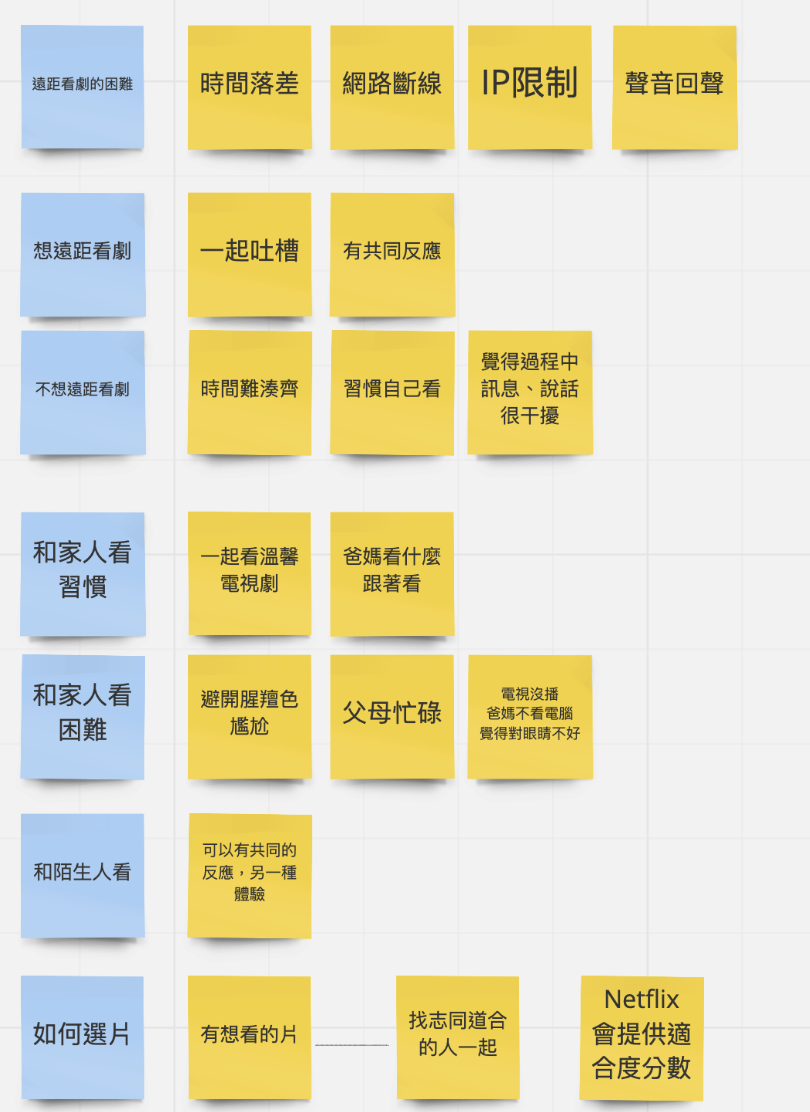 遠距看劇的困難
時間落差
網路斷線
IP限制
聲音回聲
想遠距看劇
一起吐槽
有共同反應
不想遠距看劇
時間難湊齊
習慣自己看
覺得過程中
訊息、說話
很干擾
和家人看
習慣
一起看溫馨
電視劇
爸媽看什麼
跟著看
和家人看
困難
避開腥羶色
尷尬
父母忙碌
電視沒播
爸媽不看電腦
覺得對眼睛不好
和陌生人看
可以有共同的
反應，另一種
體驗
如何選片
有想看的片
找志同道合
的人一起
Netflix
會提供適
合度分數